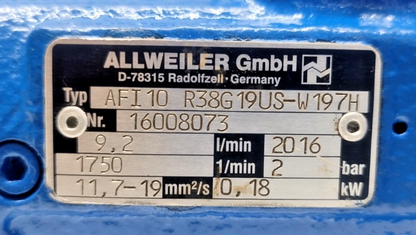 ALLWEILER GmbH
D-78315 Radolfzell · Germany
Typ AFI10 R38G19US-W197H
Nr. 16008073
9,2 l/min 2016
1750 1/min 2 bar
11,7-19 mm²/s 0,18 kW